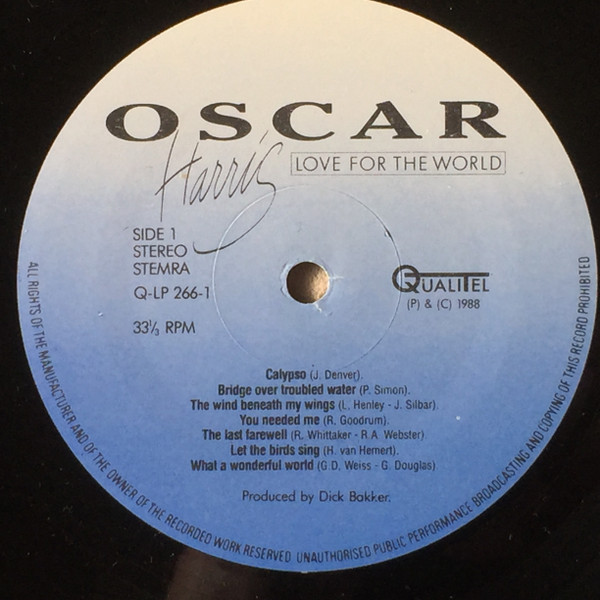 OSCAR
Harris
LOVE FOR THE WORLD
SIDE 1
STEREO
STEMRA
Q-LP 266-1
33⅓ RPM
QUALITEL
(P) & (C) 1988
Calypso (J. Denver).
Bridge over troubled water (P. Simon).
The wind beneath my wings (L. Henley - J. Silbar).
You needed me (R. Goodrum).
The last farewell (R. Whittaker - R.A. Webster)
Let the birds sing (H. van Hemert).
What a wonderful world (G.D. Weiss - G. Douglas).
Produced by Dick Bakker.
ALL RIGHTS OF THE MANUFACTURER AND OF THE OWNER OF THE RECORDED WORK RESERVED UNAUTHORISED PUBLIC PERFORMANCE BROADCASTING AND COPYING OF THIS RECORD PROHIBITED